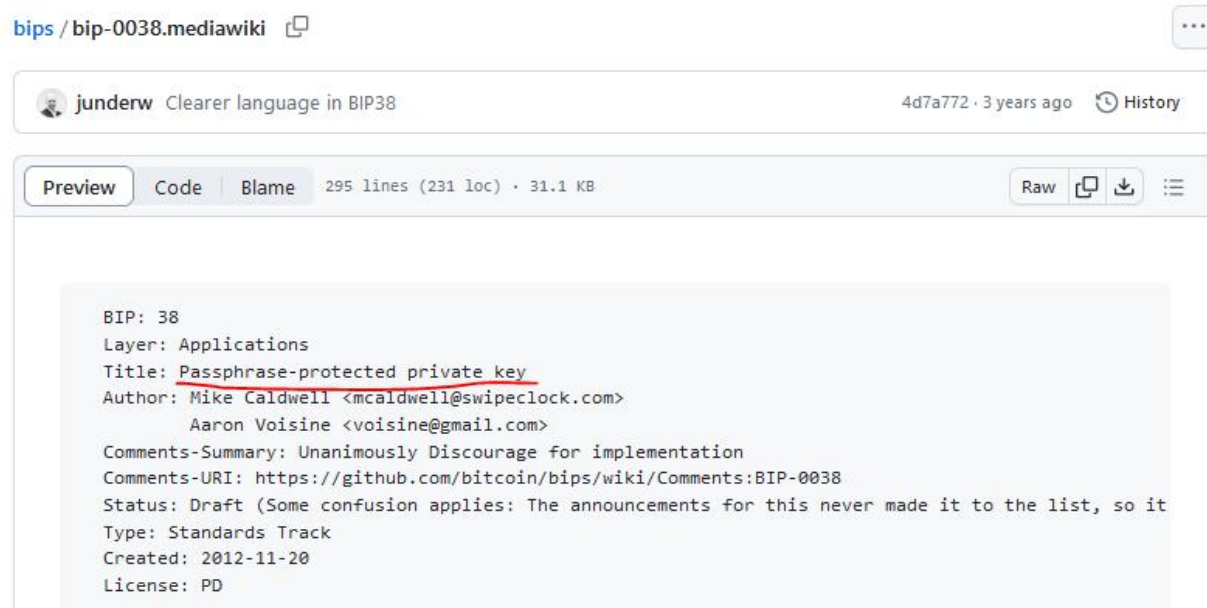 bips / bip-0038.mediawiki
junderw Clearer language in BIP38 4d7a772 · 3 years ago History
Preview Code Blame 295 lines (231 loc) · 31.1 KB Raw
BIP: 38
Layer: Applications
Title: Passphrase-protected private key
Author: Mike Caldwell <mcaldwell@swipeclock.com>
Aaron Voisine <voisine@gmail.com>
Comments-Summary: Unanimously Discourage for implementation
Comments-URI: https://github.com/bitcoin/bips/wiki/Comments:BIP-0038
Status: Draft (Some confusion applies: The announcements for this never made it to the list, so it
Type: Standards Track
Created: 2012-11-20
License: PD